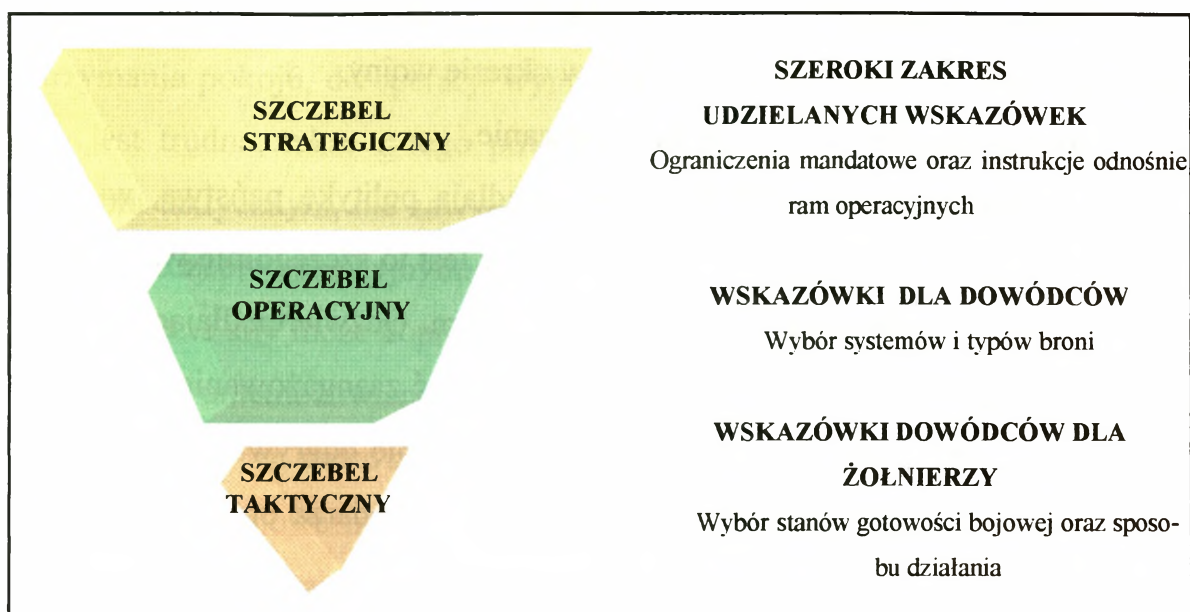 SZCZEBEL
STRATEGICZNY
SZEROKI ZAKRES
UDZIELANYCH WSKAZÓWEK
Ograniczenia mandatowe oraz instrukcje odnośnie
ram operacyjnych
SZCZEBEL
OPERACYJNY
WSKAZÓWKI DLA DOWÓDCÓW
Wybór systemów i typów broni
SZCZEBEL
TAKTYCZNY
WSKAZÓWKI DOWÓDCÓW DLA
ŻOŁNIERZY
Wybór stanów gotowości bojowej oraz sposo-
bu działania